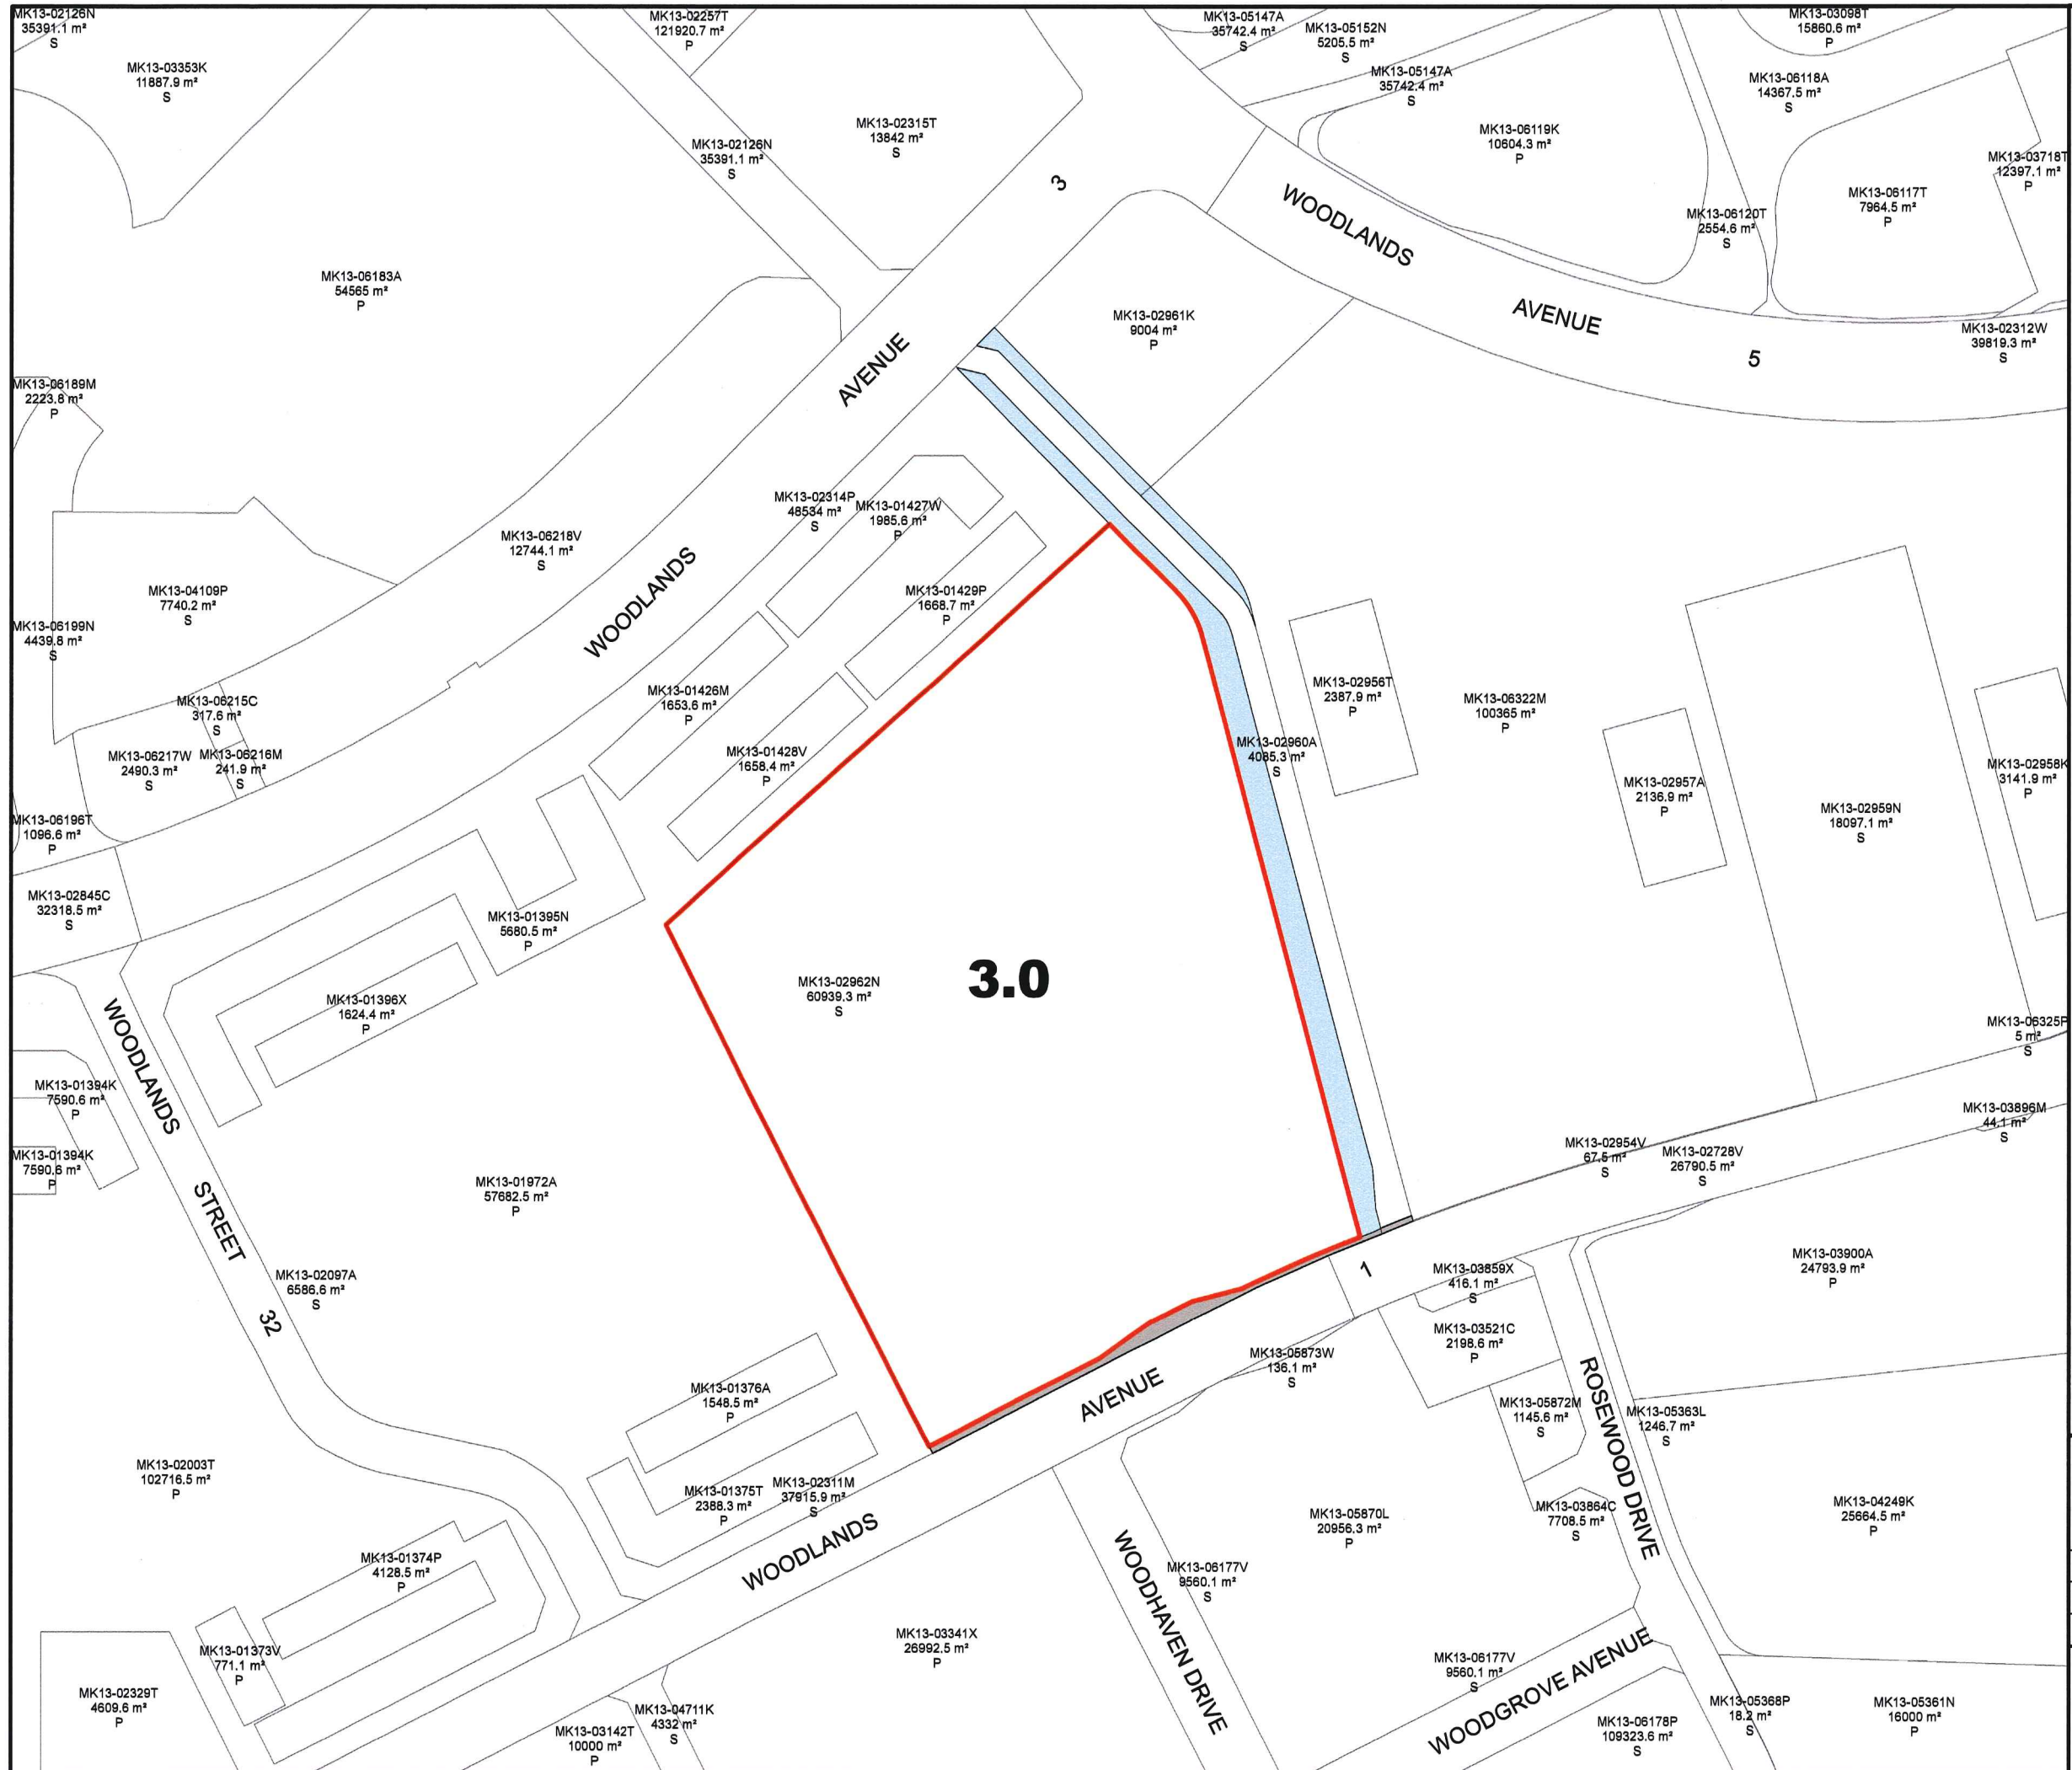 MK13-02126N
35391.1 m²
S
MK13-03353K
11887.9 m²
S
MK13-02257T
121920.7 m²
P
MK13-02126N
35391.1 m²
S
MK13-02315T
13842 m²
S
MK13-05147A
35742.4 m²
S
MK13-05152N
5205.5 m²
S
MK13-05147A
35742.4 m²
S
MK13-03098T
15860.6 m²
P
MK13-06118A
14367.5 m²
S
MK13-06119K
10604.3 m²
P
MK13-03718T
12397.1 m²
P
MK13-06117T
7964.5 m²
P
MK13-06120T
2554.6 m²
S
MK13-02312W
39819.3 m²
S
WOODLANDS
AVENUE
5
MK13-06183A
54565 m²
P
MK13-02961K
9004 m²
P
3
AVENUE
WOODLANDS
MK13-06189M
2223.8 m²
P
MK13-02314P
48534 m²
S
MK13-01427W
1985.6 m²
P
MK13-06218V
12744.1 m²
S
MK13-04109P
7740.2 m²
S
MK13-01429P
1668.7 m²
P
MK13-06199N
4439.8 m²
S
MK13-01426M
1653.6 m²
P
MK13-06215C
317.6 m²
S
MK13-06217W
2490.3 m²
S
MK13-06216M
241.9 m²
S
MK13-01428V
1658.4 m²
P
MK13-02956T
2387.9 m²
P
MK13-06322M
100365 m²
P
MK13-02960A
4085.3 m²
S
MK13-02957A
2136.9 m²
P
MK13-02959N
18097.1 m²
S
MK13-02958K
3141.9 m²
P
MK13-06196T
1096.6 m²
P
MK13-02845C
32318.5 m²
S
MK13-01395N
5680.5 m²
P
MK13-01396X
1624.4 m²
P
MK13-02962N
60939.3 m²
S
3.0
MK13-06325P
5 m²
S
MK13-01394K
7590.6 m²
P
MK13-01394K
7590.6 m²
P
WOODLANDS
STREET
32
MK13-01972A
57682.5 m²
P
MK13-03896M
44.1 m²
S
MK13-02954V
67.5 m²
S
MK13-02728V
26790.5 m²
S
MK13-02097A
6586.6 m²
S
1
MK13-03859X
416.1 m²
S
MK13-03900A
24793.9 m²
P
MK13-03521C
2198.6 m²
P
MK13-05873W
136.1 m²
S
AVENUE
WOODLANDS
MK13-01376A
1548.5 m²
P
MK13-05872M
1145.6 m²
S
ROSEWOOD DRIVE
MK13-05363L
1246.7 m²
S
MK13-02003T
102716.5 m²
P
MK13-01375T
2388.3 m²
P
MK13-02311M
37915.9 m²
S
MK13-05870L
20956.3 m²
P
MK13-03864C
7708.5 m²
S
MK13-04249K
25664.5 m²
P
MK13-01374P
4128.5 m²
P
WOODHAVEN DRIVE
MK13-06177V
9560.1 m²
S
MK13-01373V
771.1 m²
P
MK13-03341X
26992.5 m²
P
MK13-06177V
9560.1 m²
S
WOODGROVE AVENUE
MK13-02329T
4609.6 m²
P
MK13-04711K
4332 m²
S
MK13-03142T
10000 m²
P
MK13-06178P
109323.6 m²
S
MK13-05368P
18.2 m²
S
MK13-05361N
16000 m²
P